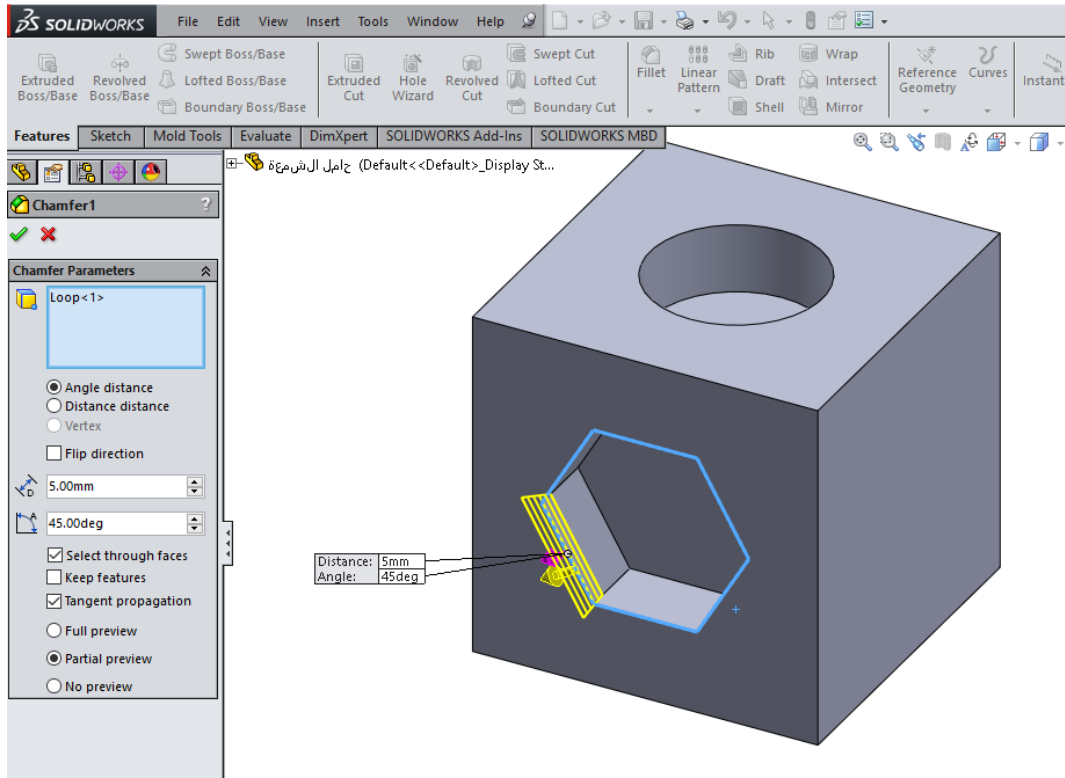 SOLIDWORKS File Edit View Insert Tools Window Help
Extruded Boss/Base
Revolved Boss/Base
Swept Boss/Base
Lofted Boss/Base
Boundary Boss/Base
Extruded Cut
Hole Wizard
Revolved Cut
Swept Cut
Lofted Cut
Boundary Cut
Fillet
Linear Pattern
Rib
Draft
Shell
Wrap
Intersect
Mirror
Reference Geometry
Curves
Instant
Features Sketch Mold Tools Evaluate DimXpert SOLIDWORKS Add-Ins SOLIDWORKS MBD
حامل الشمعة (Default<<Default>_Display St...
Chamfer1 ?
Chamfer Parameters
Loop<1>
Angle distance
Distance distance
Vertex
Flip direction
D 5.00mm
A 45.00deg
Select through faces
Keep features
Tangent propagation
Full preview
Partial preview
No preview
Distance: 5mm
Angle: 45deg